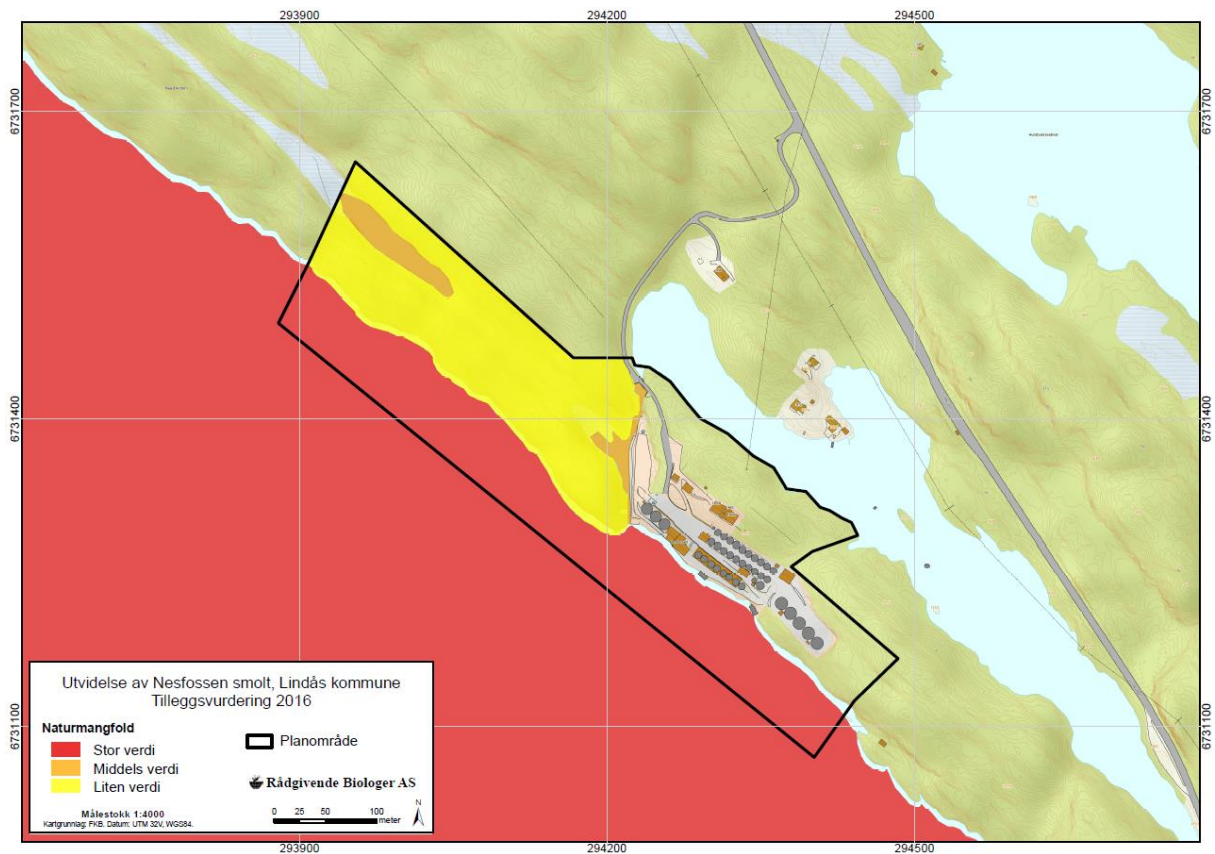 293900 294200 294500
6731700 6731700
6731400 6731400
6731100 6731100
Utvidelse av Nesfossen smolt, Lindås kommune
Tilleggsvurdering 2016
Naturmangfold
Stor verdi
Middels verdi
Liten verdi
Planområde
Rådgivende Biologer AS
Målestokk 1:4000
Kartgrunnlag: FKB. Datum: UTM 32V, WGS84.
0 25 50 100
meter
N
293900 294200 294500